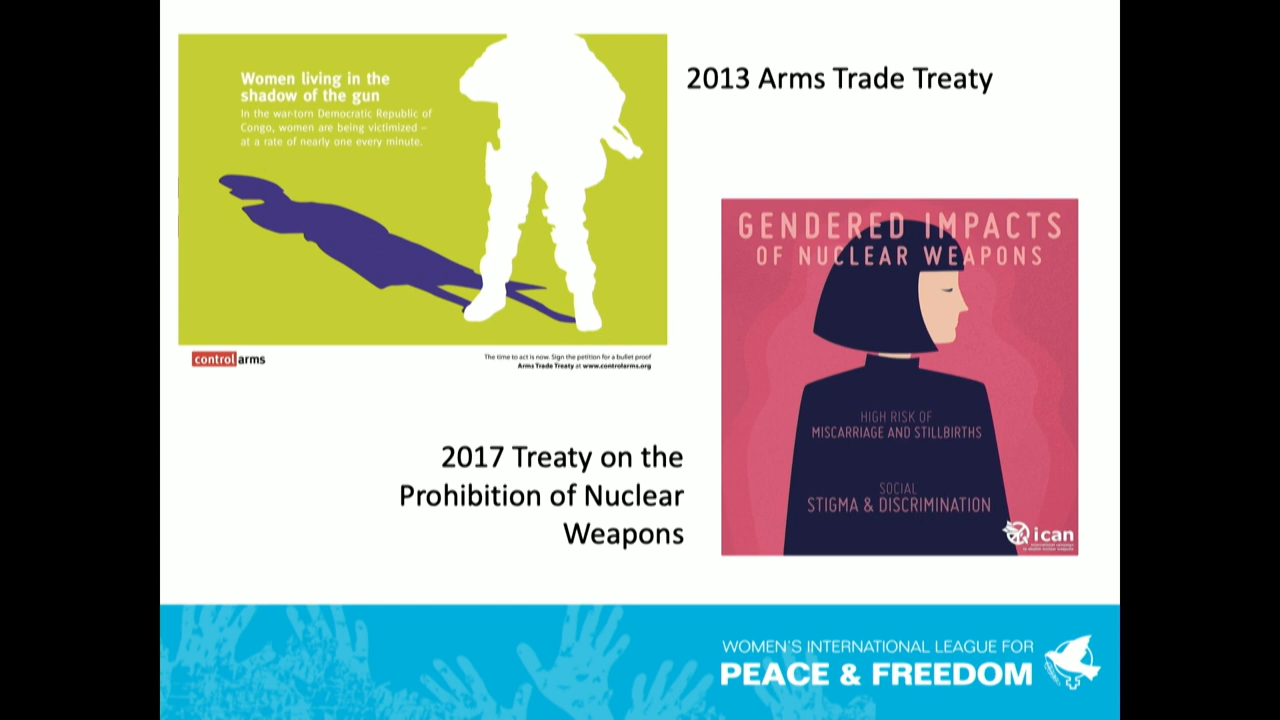 Women living in the
shadow of the gun
In the war-torn Democratic Republic of
Congo, women are being victimized –
at a rate of nearly one every minute.
control arms
The time to act is now. Sign the petition for a bullet proof
Arms Trade Treaty at www.controlarms.org
2013 Arms Trade Treaty
GENDERED IMPACTS
OF NUCLEAR WEAPONS
HIGH RISK OF
MISCARRIAGE AND STILLBIRTHS
SOCIAL
STIGMA & DISCRIMINATION
ican
2017 Treaty on the
Prohibition of Nuclear
Weapons
WOMEN'S INTERNATIONAL LEAGUE FOR
PEACE & FREEDOM